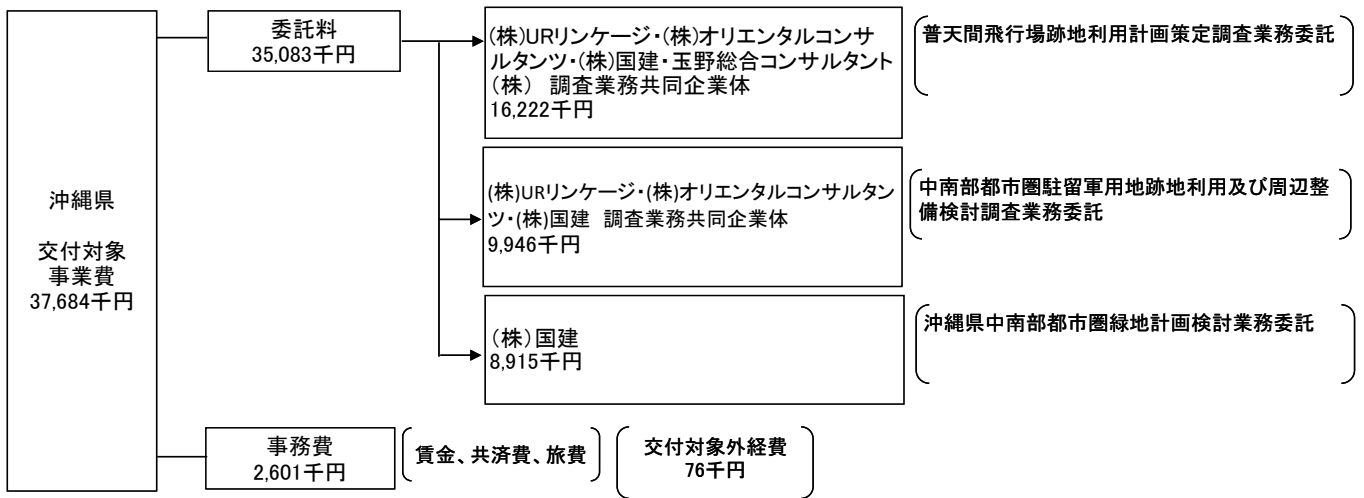 沖縄県
交付対象
事業費
37,684千円
委託料
35,083千円
(株)URリンケージ・(株)オリエンタルコンサ
ルタンツ・(株)国建・玉野総合コンサルタント
(株) 調査業務共同企業体
16,222千円
普天間飛行場跡地利用計画策定調査業務委託
(株)URリンケージ・(株)オリエンタルコンサルタン
ツ・(株)国建 調査業務共同企業体
9,946千円
中南部都市圏駐留軍用地跡地利用及び周辺整
備検討調査業務委託
(株)国建
8,915千円
沖縄県中南部都市圏緑地計画検討業務委託
事務費
2,601千円
賃金、共済費、旅費
交付対象外経費
76千円